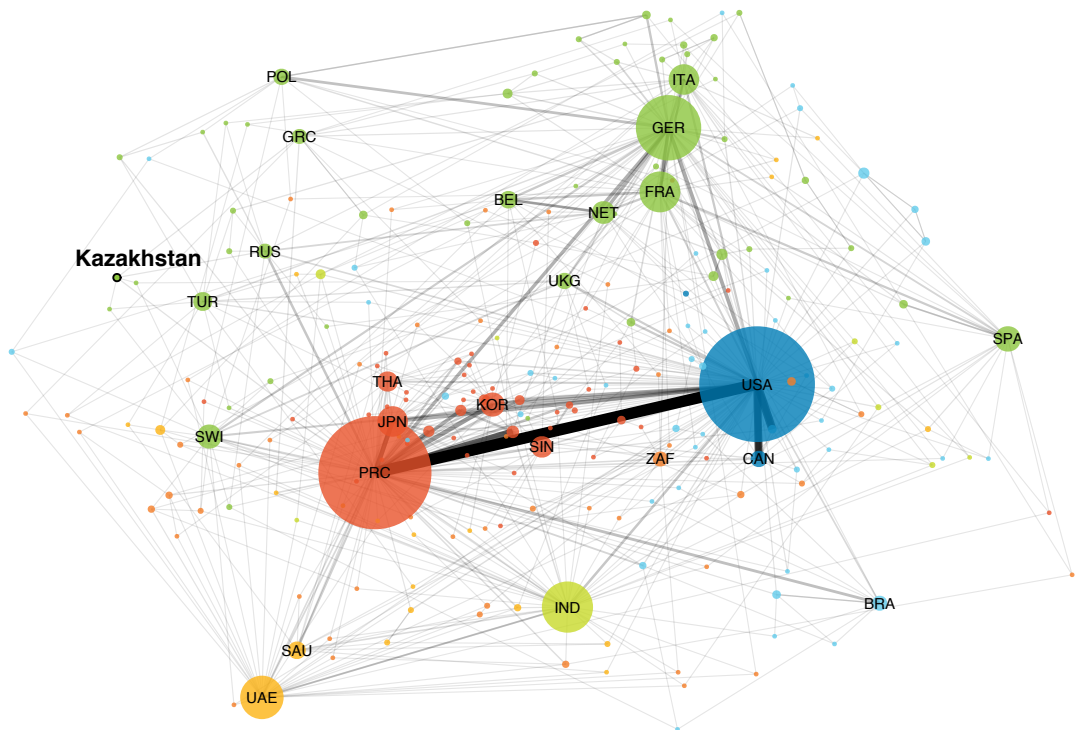 POL
ITA
GER
GRC
FRA
BEL
NET
Kazakhstan
RUS
UKG
TUR
SPA
THA
USA
KOR
JPN
SWI
SIN
ZAF
CAN
PRC
IND
BRA
SAU
UAE